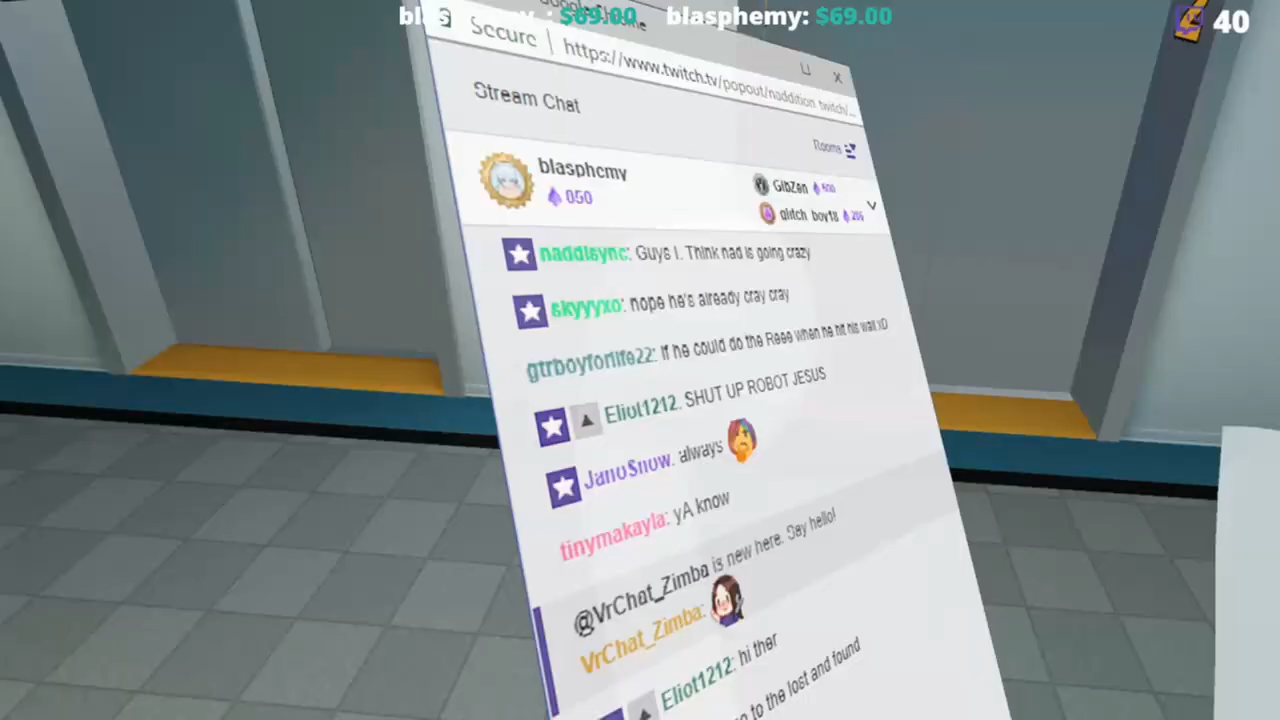 blasphemy: $69.00
40
Secure | https://www.twitch.tv/popout/naddition_twitch/...
Stream Chat
Rooms
blasphemy
GibZen
glitch_boy18
naddisync: Guys I. Think nad is going crazy
skyyyxo: nope he's already cray cray
gtrboyforlife22: If he could do the Reee when he hit his wall xD
Eliot1212: SHUT UP ROBOT JESUS
JanoSnow: always
tinymakayla: yA know
@VrChat_Zimba is new here. Say hello!
VrChat_Zimba:
Eliot1212: hi ther
to the lost and found